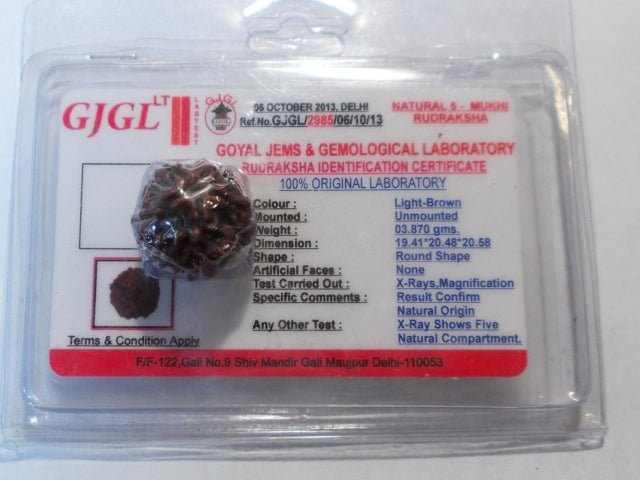 GJGL LT LABTEST
GJGL
06 OCTOBER 2013, DELHI
Ref.No.GJGL/2985/06/10/13
NATURAL 5 - MUKHI
RUDRAKSHA
GOYAL JEMS & GEMOLOGICAL LABORATORY
RUDRAKSHA IDENTIFICATION CERTIFICATE
100% ORIGINAL LABORATORY
Colour : Light-Brown
Mounted : Unmounted
Weight : 03.870 gms.
Dimension : 19.41*20.48*20.58
Shape : Round Shape
Artificial Faces : None
Test Carried Out : X-Rays,Magnification
Specific Comments : Result Confirm
Natural Origin
Any Other Test : X-Ray Shows Five
Natural Compartment.
Terms & Condition Apply
F/F-122,Gali No.9 Shiv Mandir Gali Maujpur Delhi-110053